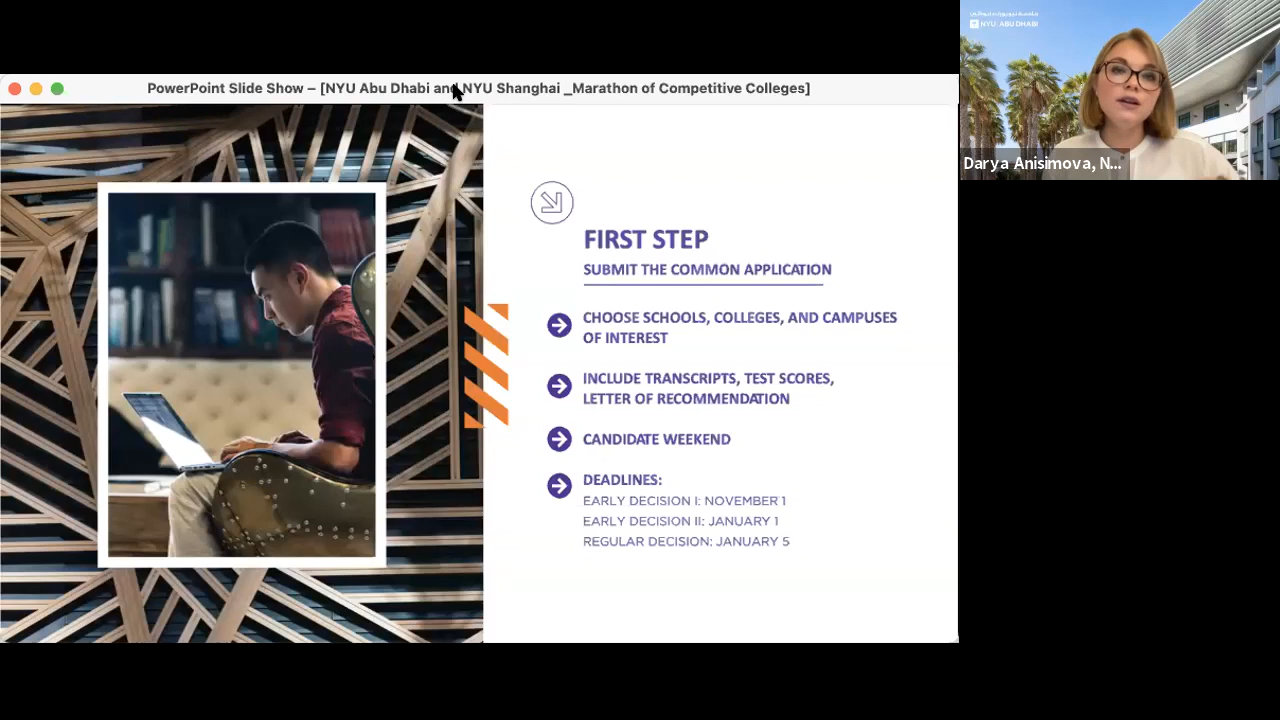 PowerPoint Slide Show – [NYU Abu Dhabi and NYU Shanghai _Marathon of Competitive Colleges]
NYU ABU DHABI
Darya Anisimova, N...
FIRST STEP
SUBMIT THE COMMON APPLICATION
CHOOSE SCHOOLS, COLLEGES, AND CAMPUSES
OF INTEREST
INCLUDE TRANSCRIPTS, TEST SCORES,
LETTER OF RECOMMENDATION
CANDIDATE WEEKEND
DEADLINES:
EARLY DECISION I: NOVEMBER 1
EARLY DECISION II: JANUARY 1
REGULAR DECISION: JANUARY 5